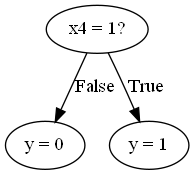 x4 = 1?
False True
y = 0 y = 1